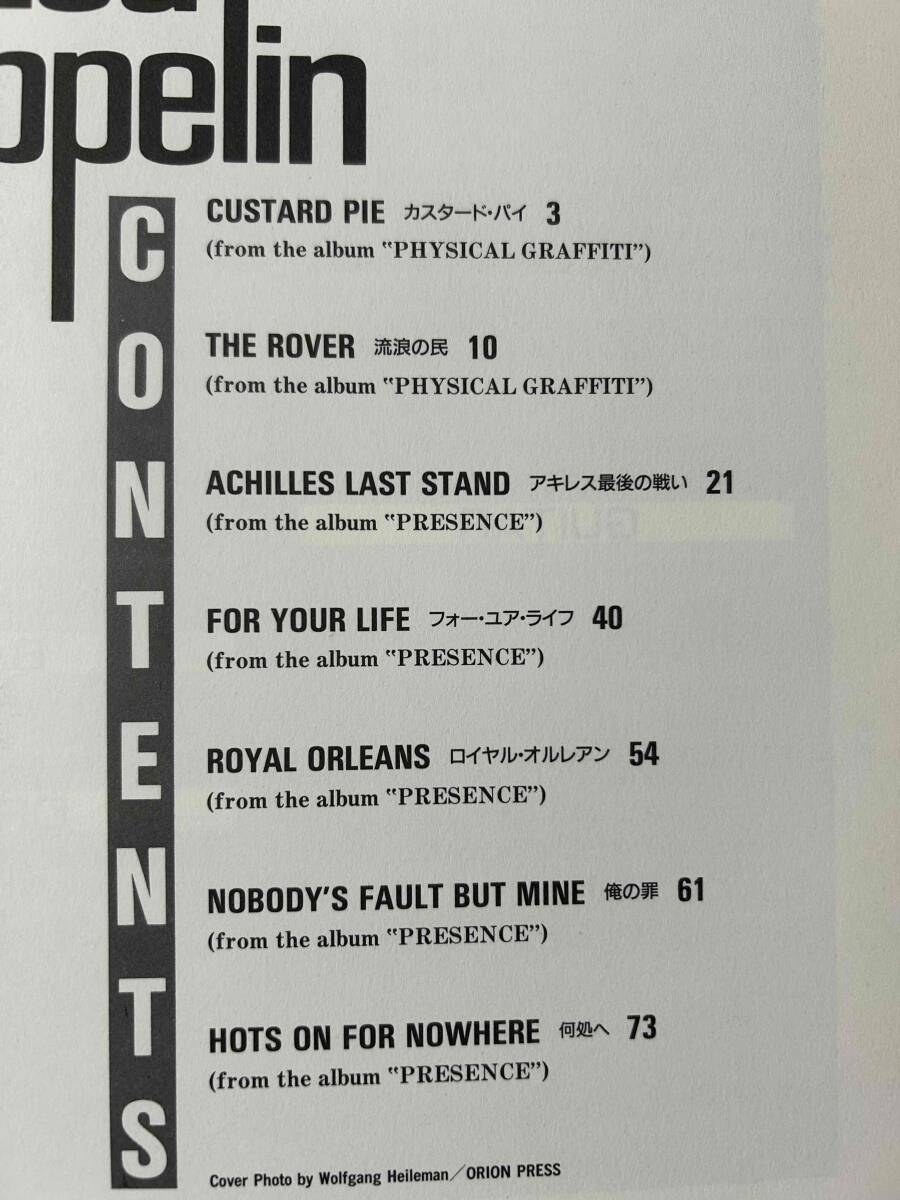 ppelin
CONTENTS
CUSTARD PIE カスタード・パイ 3
(from the album "PHYSICAL GRAFFITI")
THE ROVER 流浪の民 10
(from the album "PHYSICAL GRAFFITI")
ACHILLES LAST STAND アキレス最後の戦い 21
(from the album "PRESENCE")
FOR YOUR LIFE フォー・ユア・ライフ 40
(from the album "PRESENCE")
ROYAL ORLEANS ロイヤル・オルレアン 54
(from the album "PRESENCE")
NOBODY'S FAULT BUT MINE 俺の罪 61
(from the album "PRESENCE")
HOTS ON FOR NOWHERE 何処へ 73
(from the album "PRESENCE")
Cover Photo by Wolfgang Heileman/ORION PRESS